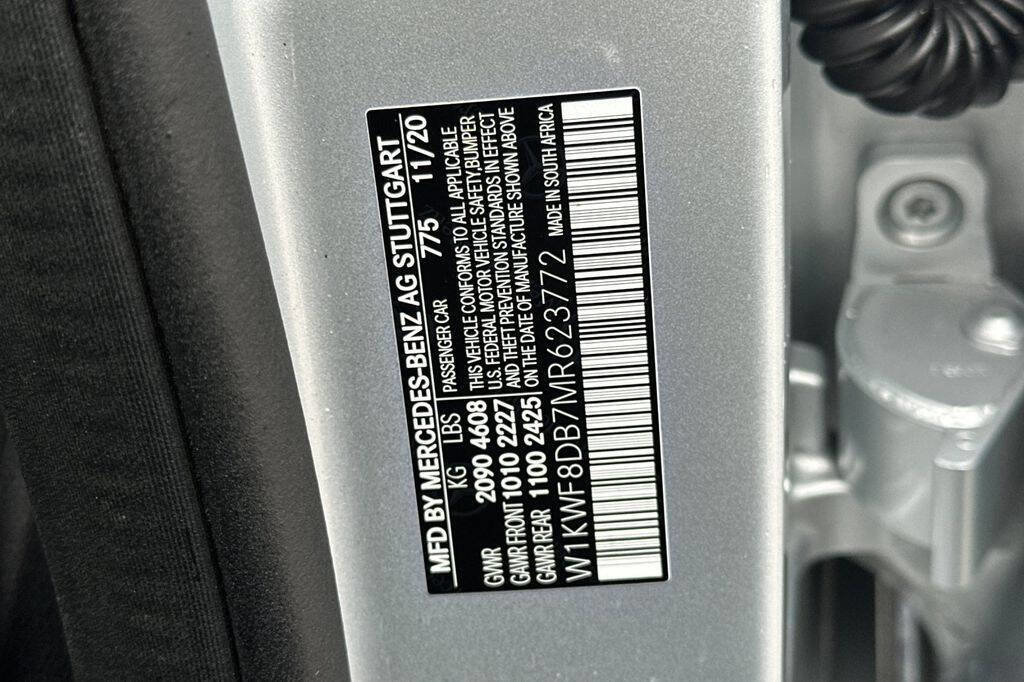 MFD BY MERCEDES-BENZ AG STUTTGART
KG LBS 775 11/20
PASSENGER CAR
GVWR 2090 4608 THIS VEHICLE CONFORMS TO ALL APPLICABLE
U.S. FEDERAL MOTOR VEHICLE SAFETY,BUMPER
GAWR FRONT 1010 2227 AND THEFT PREVENTION STANDARDS IN EFFECT
GAWR REAR 1100 2425 ON THE DATE OF MANUFACTURE SHOWN ABOVE
W1KWF8DB7MR623772 MADE IN SOUTH AFRICA